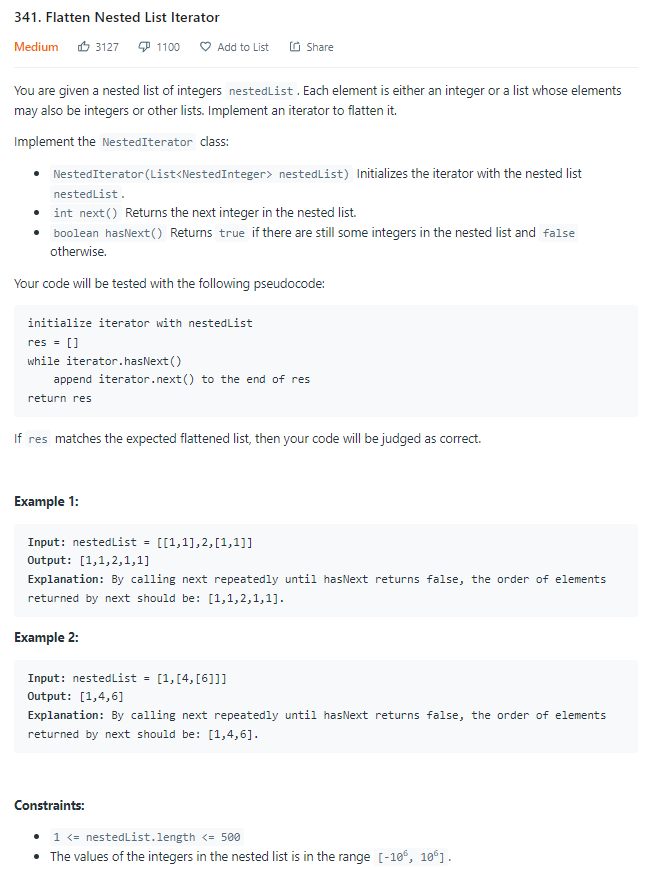 341. Flatten Nested List Iterator
Medium 3127 1100 Add to List Share
You are given a nested list of integers nestedList. Each element is either an integer or a list whose elements
may also be integers or other lists. Implement an iterator to flatten it.
Implement the NestedIterator class:
• NestedIterator(List<NestedInteger> nestedList) Initializes the iterator with the nested list
nestedList.
• int next() Returns the next integer in the nested list.
• boolean hasNext() Returns true if there are still some integers in the nested list and false
otherwise.
Your code will be tested with the following pseudocode:
initialize iterator with nestedList
res = []
while iterator.hasNext()
    append iterator.next() to the end of res
return res
If res matches the expected flattened list, then your code will be judged as correct.
Example 1:
Input: nestedList = [[1,1],2,[1,1]]
Output: [1,1,2,1,1]
Explanation: By calling next repeatedly until hasNext returns false, the order of elements
returned by next should be: [1,1,2,1,1].
Example 2:
Input: nestedList = [1,[4,[6]]]
Output: [1,4,6]
Explanation: By calling next repeatedly until hasNext returns false, the order of elements
returned by next should be: [1,4,6].
Constraints:
• 1 <= nestedList.length <= 500
• The values of the integers in the nested list is in the range [-10⁶, 10⁶].